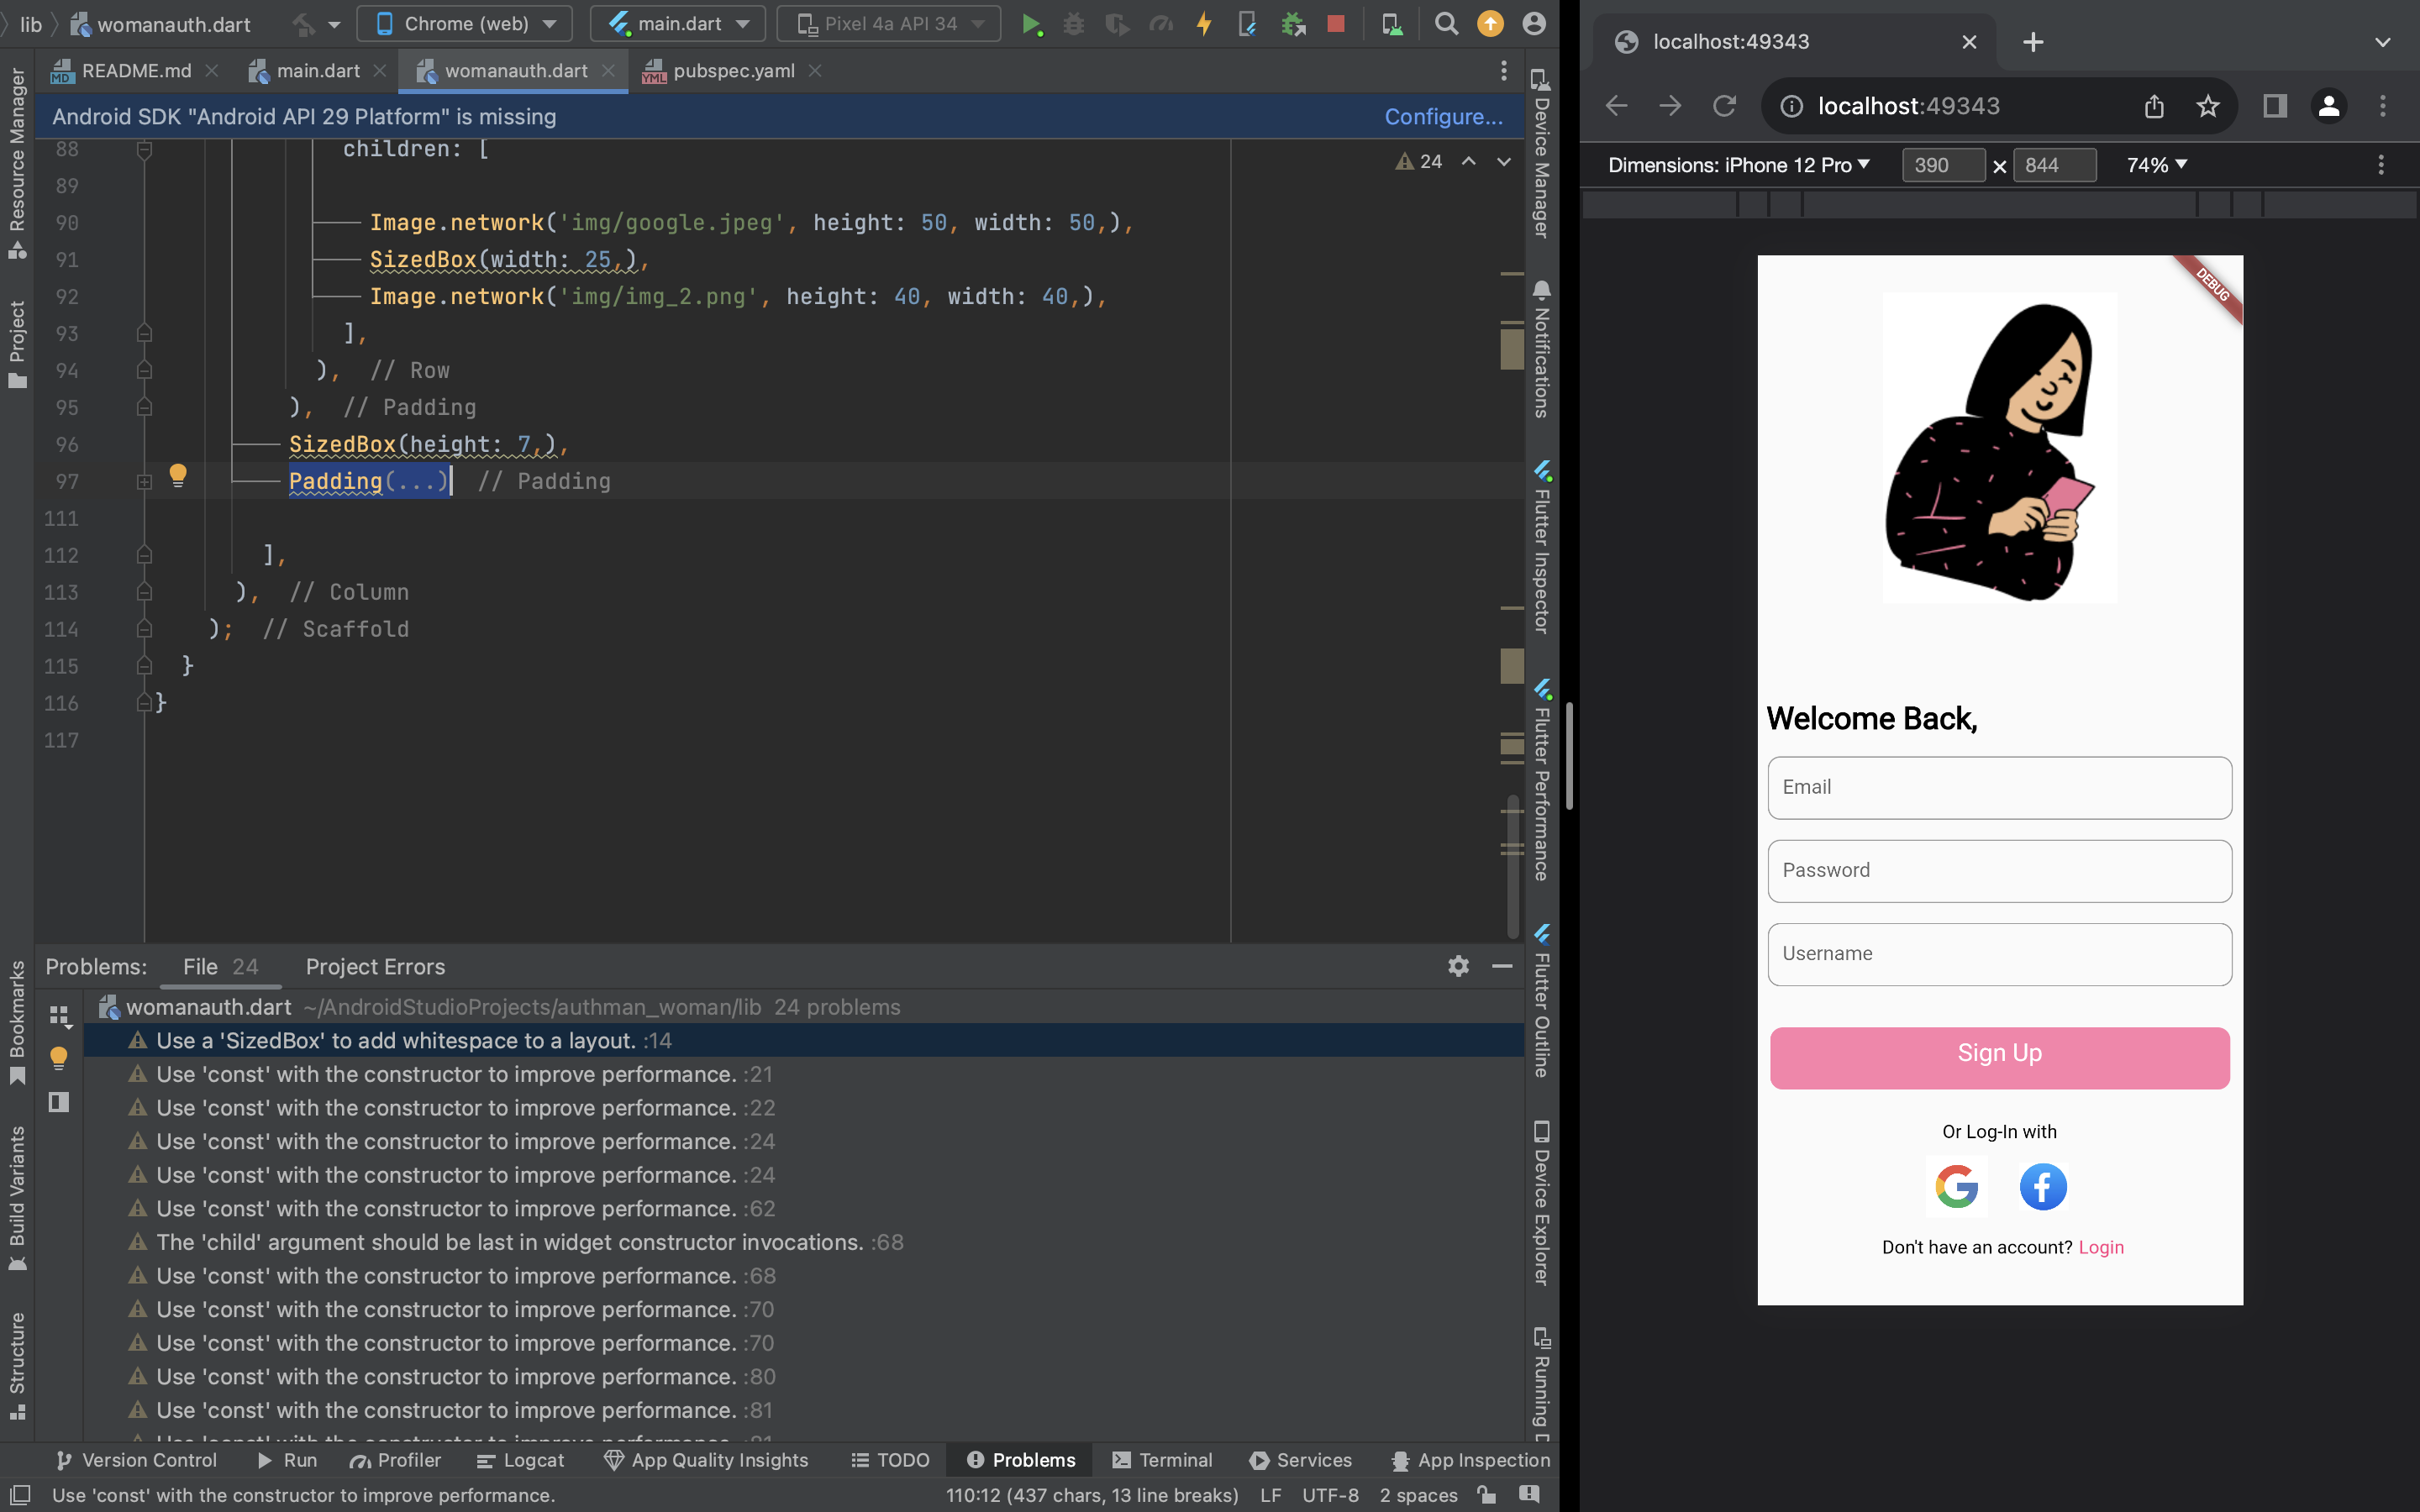 lib womanauth.dart Chrome (web) main.dart Pixel 4a API 34
README.md main.dart womanauth.dart pubspec.yaml
Android SDK "Android API 29 Platform" is missing Configure...
88 children: [ 24
89
90 Image.network('img/google.jpeg', height: 50, width: 50,),
91 SizedBox(width: 25,),
92 Image.network('img/img_2.png', height: 40, width: 40,),
93 ],
94 ), // Row
95 ), // Padding
96 SizedBox(height: 7,),
97 Padding(...) // Padding
111
112 ],
113 ), // Column
114 ); // Scaffold
115 }
116 }
117
Problems: File 24 Project Errors
womanauth.dart ~/AndroidStudioProjects/authman_woman/lib 24 problems
Use a 'SizedBox' to add whitespace to a layout. :14
Use 'const' with the constructor to improve performance. :21
Use 'const' with the constructor to improve performance. :22
Use 'const' with the constructor to improve performance. :24
Use 'const' with the constructor to improve performance. :24
Use 'const' with the constructor to improve performance. :62
The 'child' argument should be last in widget constructor invocations. :68
Use 'const' with the constructor to improve performance. :68
Use 'const' with the constructor to improve performance. :70
Use 'const' with the constructor to improve performance. :70
Use 'const' with the constructor to improve performance. :80
Use 'const' with the constructor to improve performance. :81
Version Control Run Profiler Logcat App Quality Insights TODO Problems Terminal Services App Inspection
Use 'const' with the constructor to improve performance. 110:12 (437 chars, 13 line breaks) LF UTF-8 2 spaces
Resource Manager
Project
Bookmarks
Build Variants
Structure
Device Manager
Notifications
Flutter Inspector
Flutter Performance
Flutter Outline
Device Explorer
Running
localhost:49343
localhost:49343
Dimensions: iPhone 12 Pro 390 × 844 74%
DEBUG
Welcome Back,
Email
Password
Username
Sign Up
Or Log-In with
Don't have an account? Login